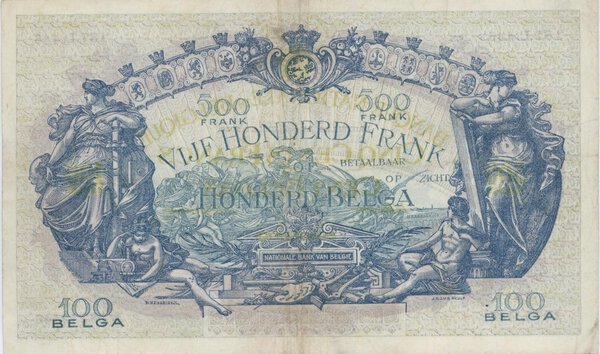 500 FRANK
500 FRANK
VIJF HONDERD FRANK
OF
BETAALBAAR
OP ZICHT
HONDERD BELGA
NATIONALE BANK VAN BELGIE
100 BELGA
100 BELGA